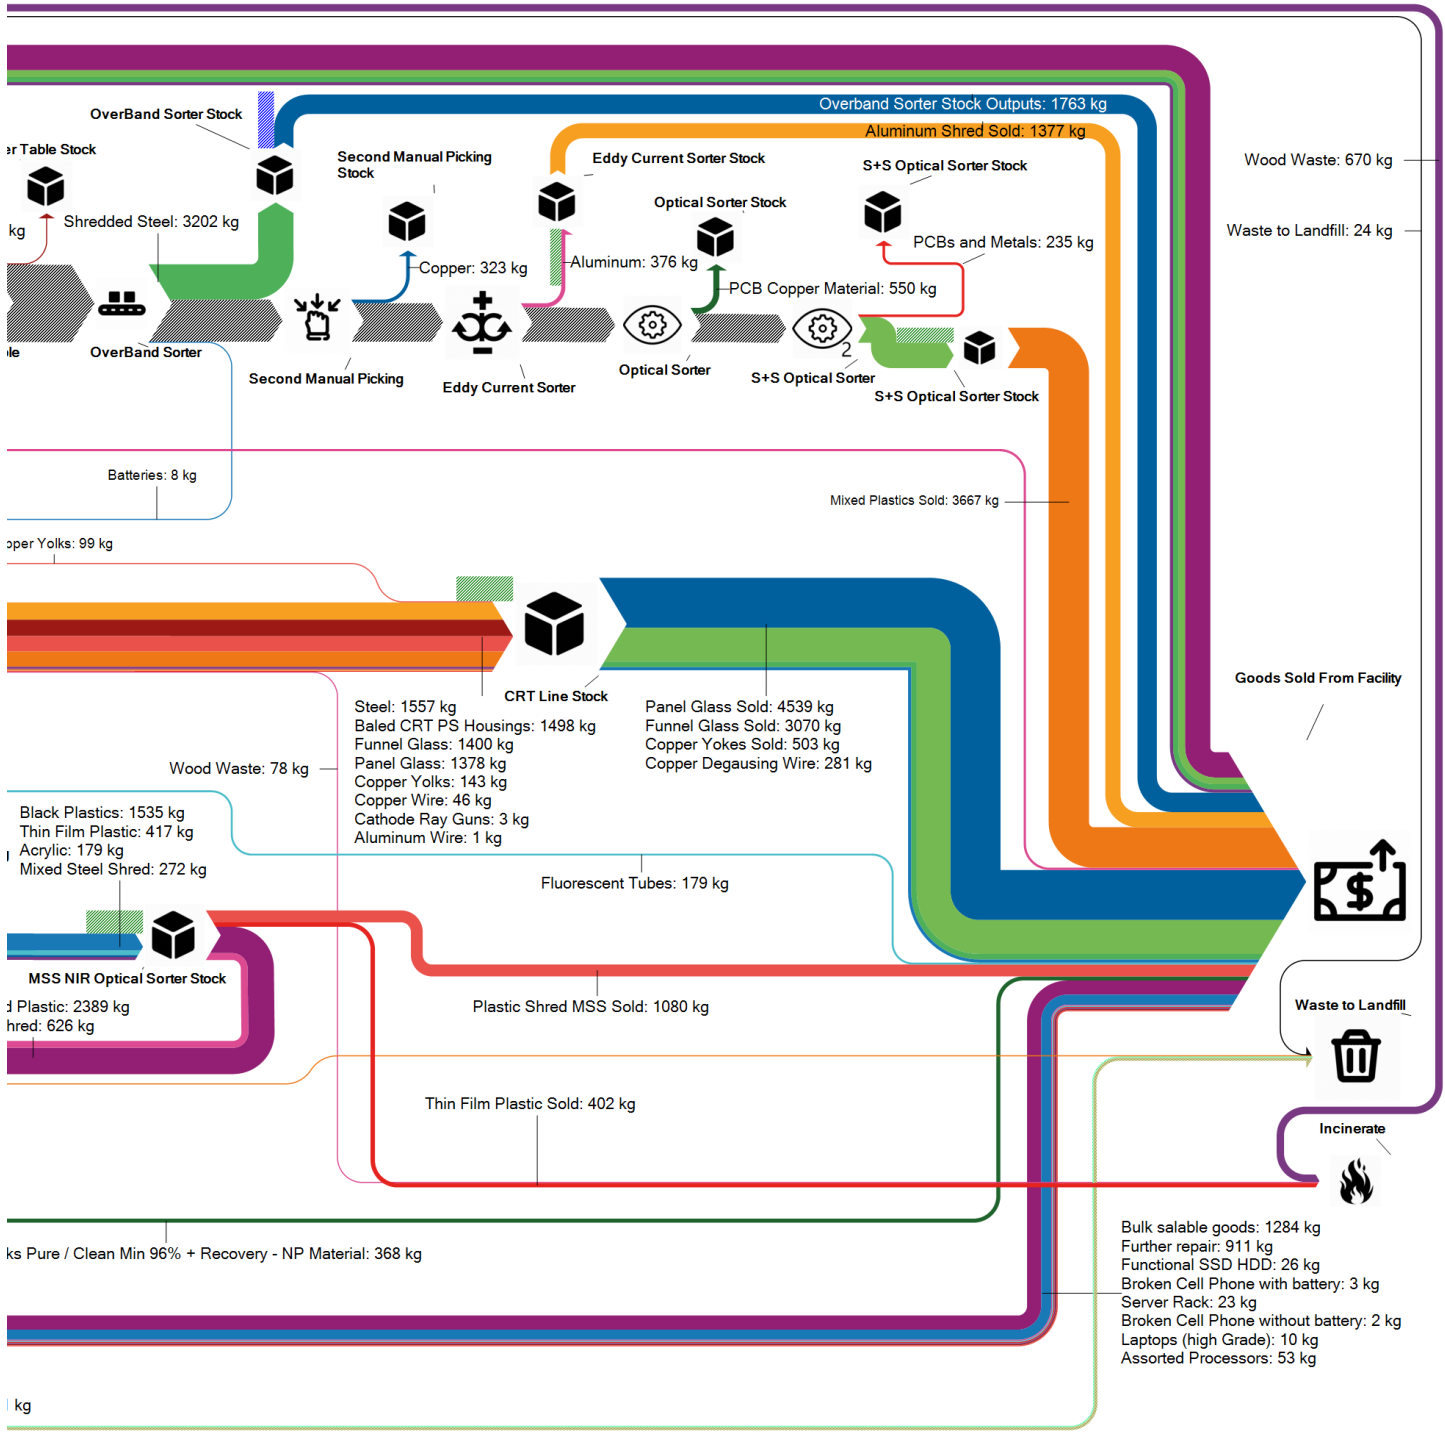 Overband Sorter Stock Outputs: 1763 kg
OverBand Sorter Stock
Aluminum Shred Sold: 1377 kg
er Table Stock
Second Manual Picking
Stock
Eddy Current Sorter Stock
S+S Optical Sorter Stock
Wood Waste: 670 kg
Optical Sorter Stock
kg
Shredded Steel: 3202 kg
Waste to Landfill: 24 kg
PCBs and Metals: 235 kg
Copper: 323 kg
Aluminum: 376 kg
PCB Copper Material: 550 kg
2
OverBand Sorter
Second Manual Picking
Eddy Current Sorter
Optical Sorter
S+S Optical Sorter
S+S Optical Sorter Stock
Batteries: 8 kg
Mixed Plastics Sold: 3667 kg
oper Yolks: 99 kg
Goods Sold From Facility
CRT Line Stock
Steel: 1557 kg
Baled CRT PS Housings: 1498 kg
Funnel Glass: 1400 kg
Panel Glass: 1378 kg
Copper Yolks: 143 kg
Copper Wire: 46 kg
Cathode Ray Guns: 3 kg
Aluminum Wire: 1 kg
Panel Glass Sold: 4539 kg
Funnel Glass Sold: 3070 kg
Copper Yokes Sold: 503 kg
Copper Degausing Wire: 281 kg
Wood Waste: 78 kg
Black Plastics: 1535 kg
Thin Film Plastic: 417 kg
Acrylic: 179 kg
Mixed Steel Shred: 272 kg
Fluorescent Tubes: 179 kg
MSS NIR Optical Sorter Stock
d Plastic: 2389 kg
hred: 626 kg
Plastic Shred MSS Sold: 1080 kg
Waste to Landfill
Thin Film Plastic Sold: 402 kg
Incinerate
ks Pure / Clean Min 96% + Recovery - NP Material: 368 kg
Bulk salable goods: 1284 kg
Further repair: 911 kg
Functional SSD HDD: 26 kg
Broken Cell Phone with battery: 3 kg
Server Rack: 23 kg
Broken Cell Phone without battery: 2 kg
Laptops (high Grade): 10 kg
Assorted Processors: 53 kg
kg